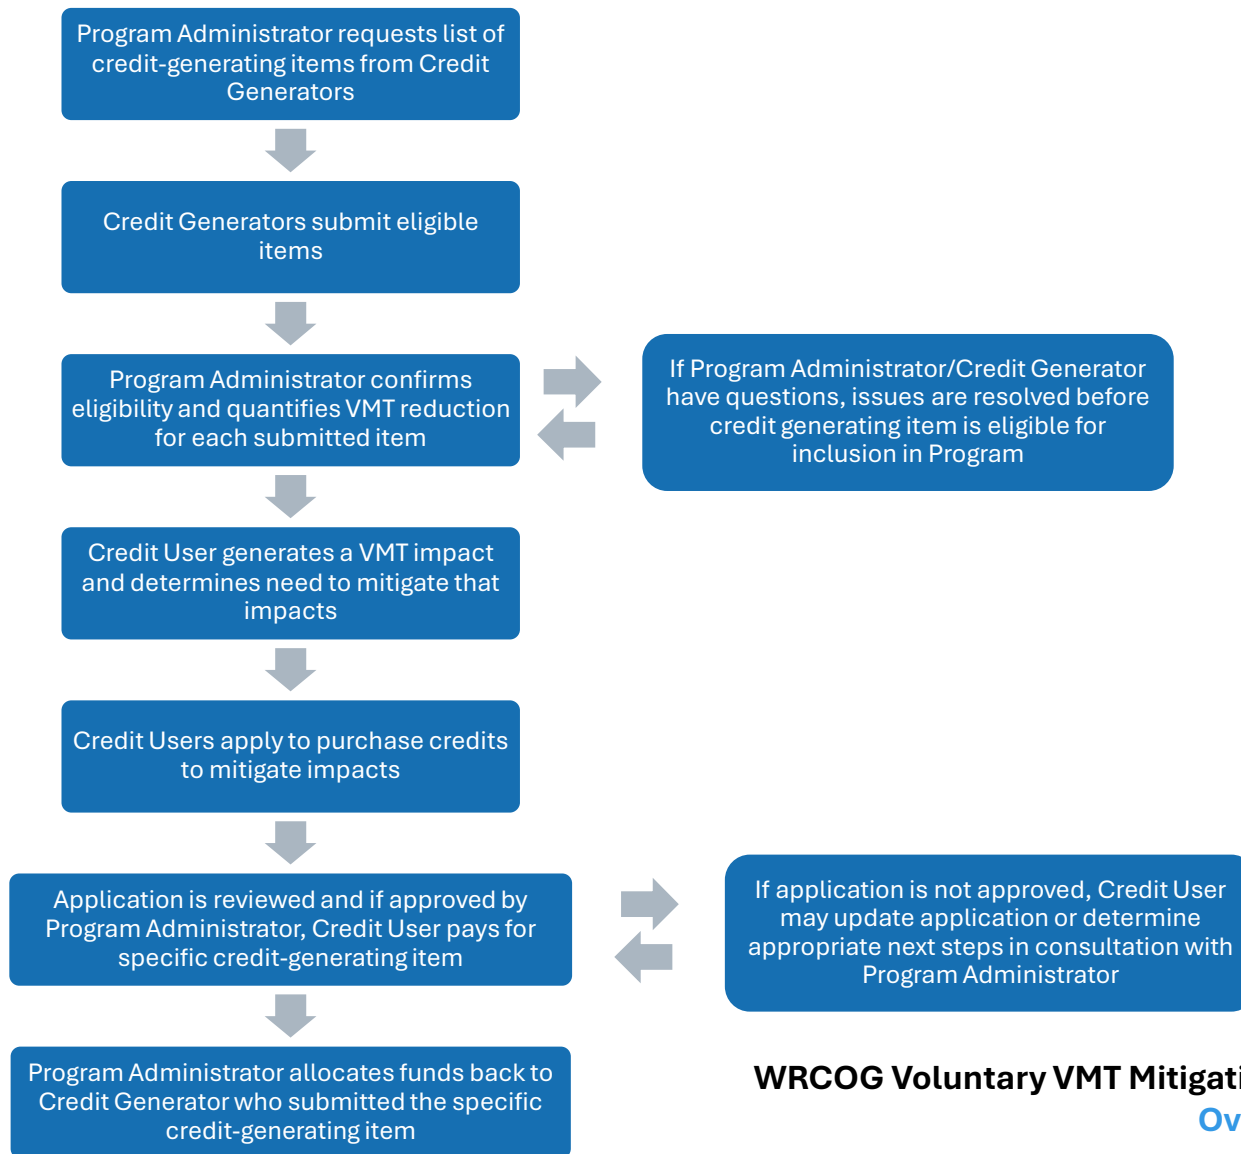 Program Administrator requests list of
credit-generating items from Credit
Generators
Credit Generators submit eligible
items
Program Administrator confirms
eligibility and quantifies VMT reduction
for each submitted item
If Program Administrator/Credit Generator
have questions, issues are resolved before
credit generating item is eligible for
inclusion in Program
Credit User generates a VMT impact
and determines need to mitigate that
impacts
Credit Users apply to purchase credits
to mitigate impacts
Application is reviewed and if approved by
Program Administrator, Credit User pays for
specific credit-generating item
If application is not approved, Credit User
may update application or determine
appropriate next steps in consultation with
Program Administrator
Program Administrator allocates funds back to
Credit Generator who submitted the specific
credit-generating item
WRCOG Voluntary VMT Mitigati
Ov